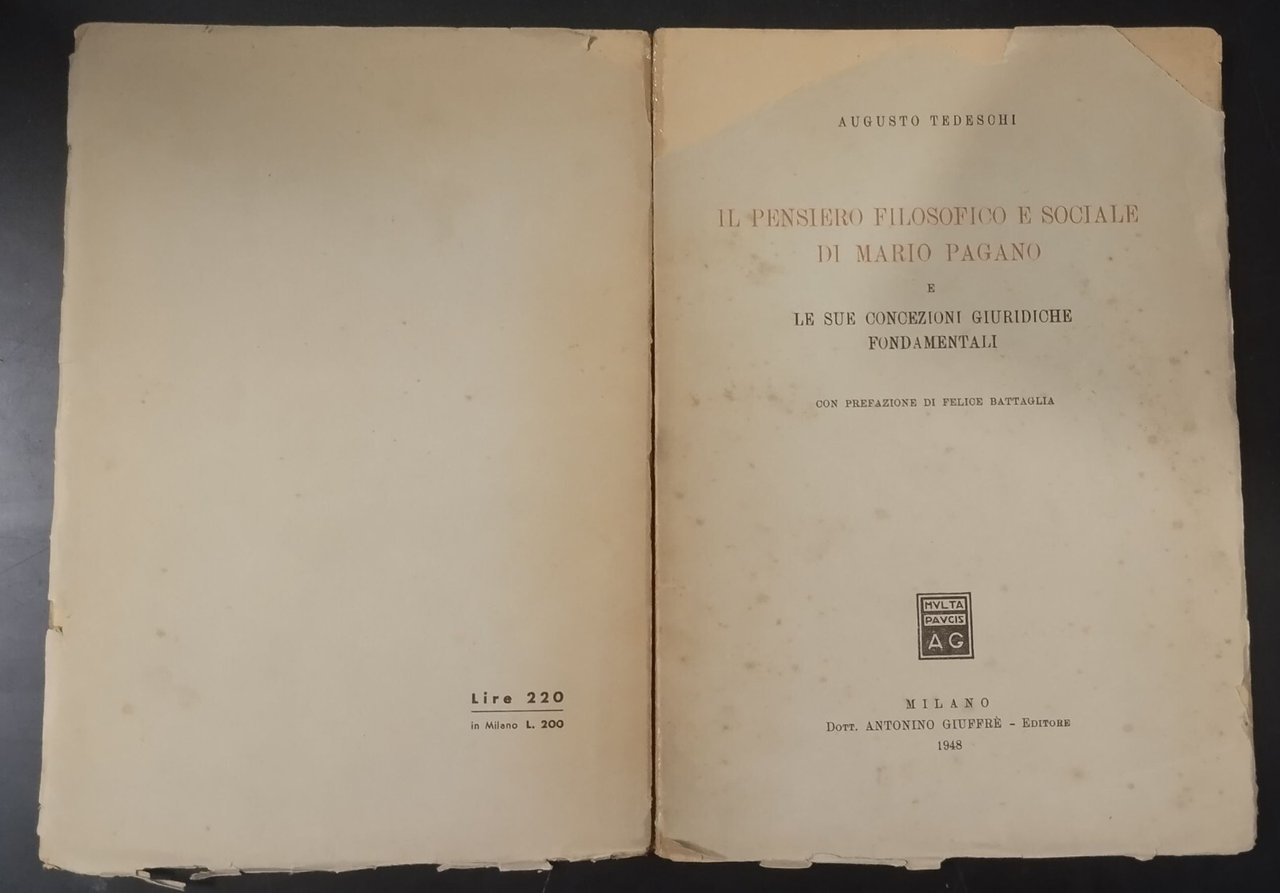 Lire 220
in Milano L. 200
AUGUSTO TEDESCHI
IL PENSIERO FILOSOFICO E SOCIALE
DI MARIO PAGANO
E
LE SUE CONCEZIONI GIURIDICHE
FONDAMENTALI
CON PREFAZIONE DI FELICE BATTAGLIA
MVLTA
PAVCIS
AG
MILANO
DOTT. ANTONINO GIUFFRÈ - EDITORE
1948